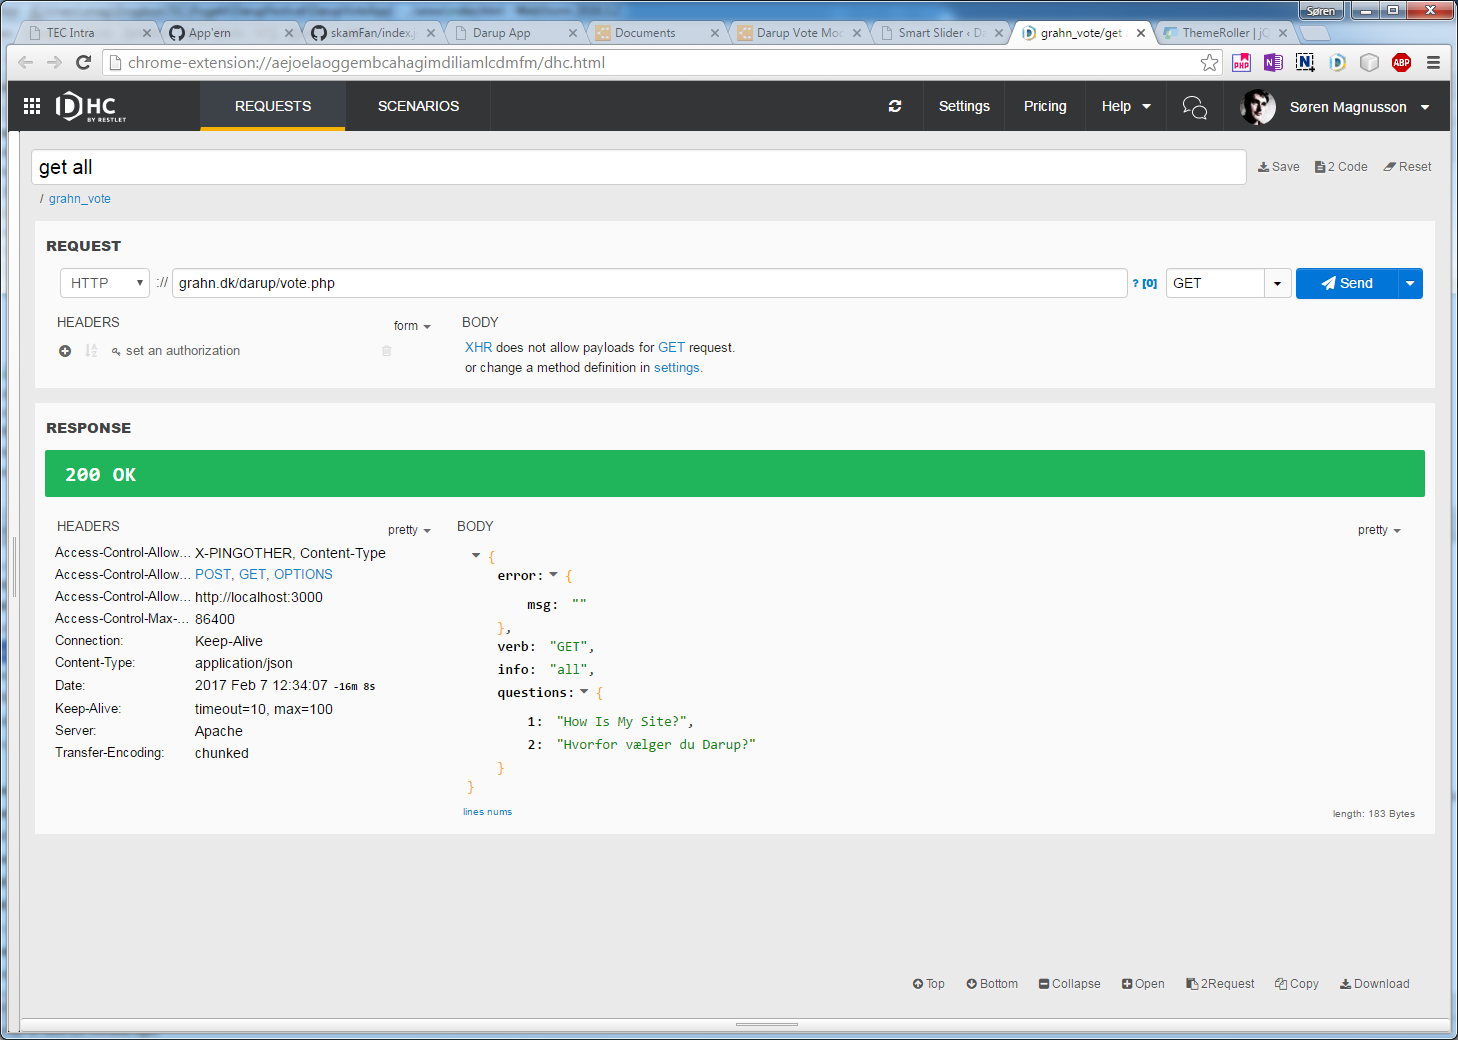 Søren
TEC Intra
App'ern
skamFan/index.j
Darup App
Documents
Darup Vote Mod
Smart Slider ‹ Da
grahn_vote/get a
ThemeRoller | jQ
chrome-extension://aejoelaoggembcahagimdiliamlcdmfm/dhc.html
PHP
N
N
ABP
DHC
BY RESTLET
REQUESTS
SCENARIOS
Settings
Pricing
Help
Søren Magnusson
get all
Save
2 Code
Reset
/ grahn_vote
REQUEST
HTTP :// grahn.dk/darup/vote.php ? [0] GET Send
HEADERS
form
set an authorization
BODY
XHR does not allow payloads for GET request.
or change a method definition in settings.
RESPONSE
200 OK
HEADERS
pretty
Access-Control-Allow... X-PINGOTHER, Content-Type
Access-Control-Allow... POST, GET, OPTIONS
Access-Control-Allow... http://localhost:3000
Access-Control-Max-... 86400
Connection: Keep-Alive
Content-Type: application/json
Date: 2017 Feb 7 12:34:07 -16m 8s
Keep-Alive: timeout=10, max=100
Server: Apache
Transfer-Encoding: chunked
BODY
pretty
{
error: {
msg: ""
},
verb: "GET",
info: "all",
questions: {
1: "How Is My Site?",
2: "Hvorfor vælger du Darup?"
}
}
lines nums
length: 183 Bytes
Top
Bottom
Collapse
Open
2Request
Copy
Download